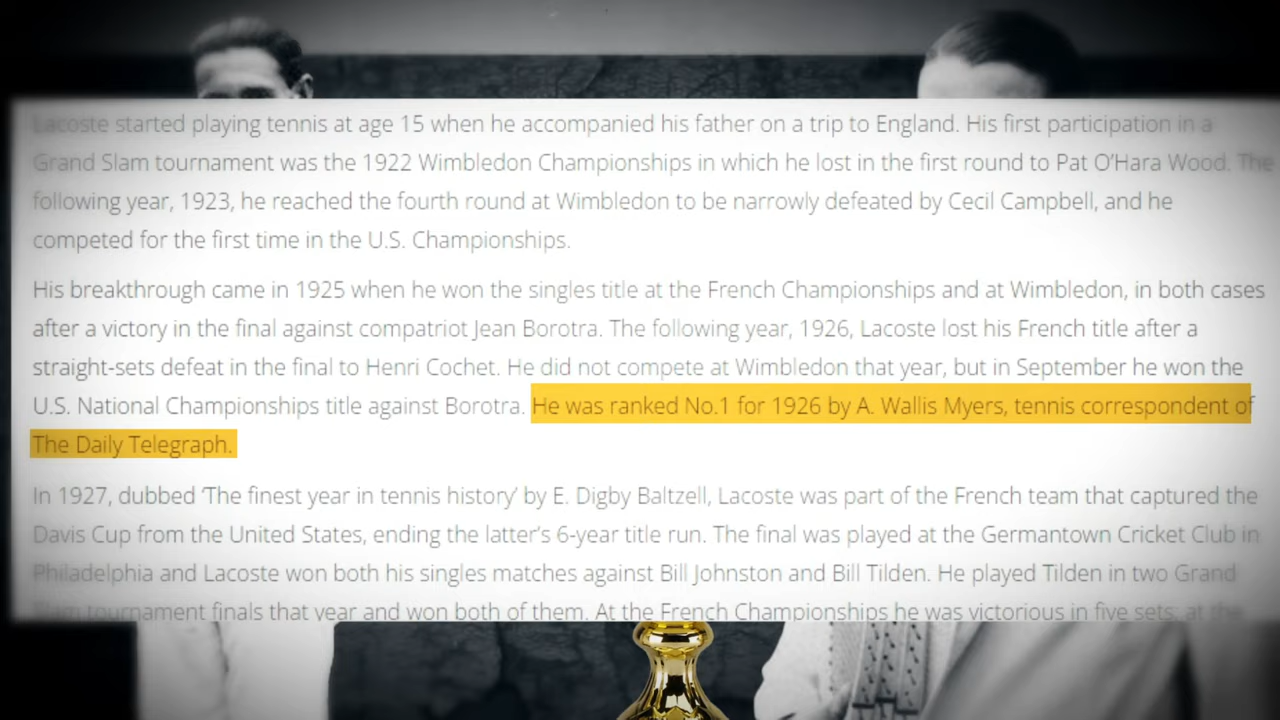 Lacoste started playing tennis at age 15 when he accompanied his father on a trip to England. His first participation in a
Grand Slam tournament was the 1922 Wimbledon Championships in which he lost in the first round to Pat O’Hara Wood. The
following year, 1923, he reached the fourth round at Wimbledon to be narrowly defeated by Cecil Campbell, and he
competed for the first time in the U.S. Championships.
His breakthrough came in 1925 when he won the singles title at the French Championships and at Wimbledon, in both cases
after a victory in the final against compatriot Jean Borotra. The following year, 1926, Lacoste lost his French title after a
straight-sets defeat in the final to Henri Cochet. He did not compete at Wimbledon that year, but in September he won the
U.S. National Championships title against Borotra. He was ranked No.1 for 1926 by A. Wallis Myers, tennis correspondent of
The Daily Telegraph.
In 1927, dubbed ‘The finest year in tennis history’ by E. Digby Baltzell, Lacoste was part of the French team that captured the
Davis Cup from the United States, ending the latter’s 6-year title run. The final was played at the Germantown Cricket Club in
Philadelphia and Lacoste won both his singles matches against Bill Johnston and Bill Tilden. He played Tilden in two Grand
Slam tournament finals that year and won both of them. At the French Championships he was victorious in five sets; at the